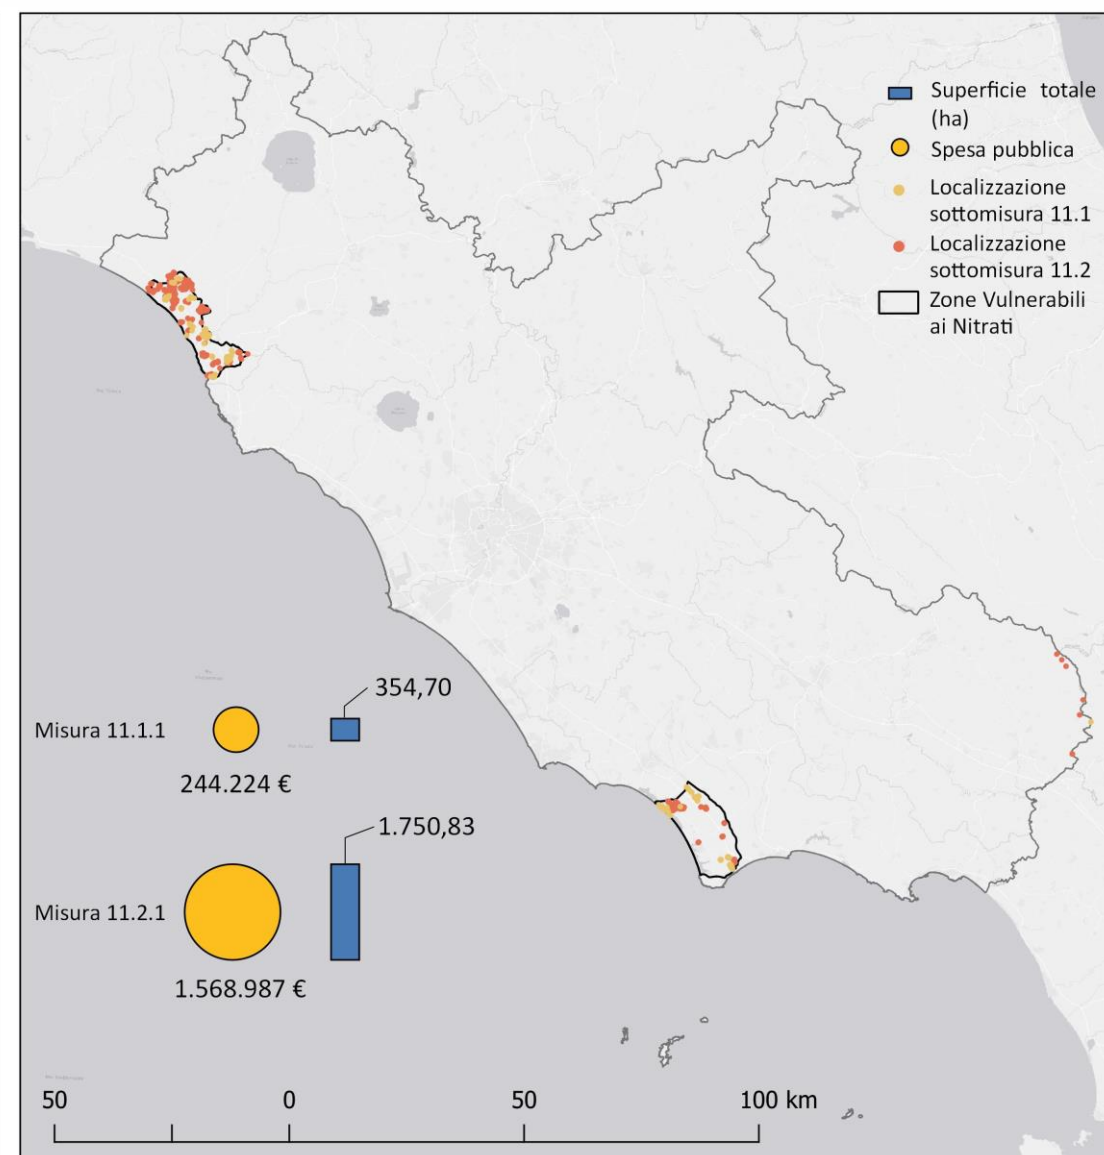 Superficie totale
(ha)
Spesa pubblica
Localizzazione
sottomisura 11.1
Localizzazione
sottomisura 11.2
Zone Vulnerabili
ai Nitrati
354,70
Misura 11.1.1
244.224 €
1.750,83
Misura 11.2.1
1.568.987 €
50 0 50 100 km